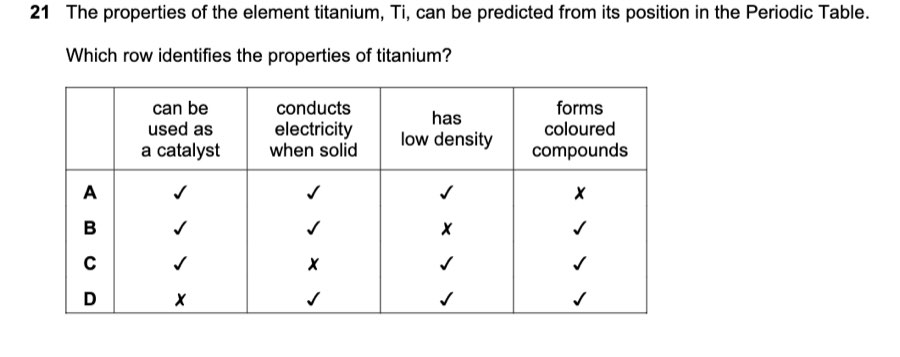 21 The properties of the element titanium, Ti, can be predicted from its position in the Periodic Table.
Which row identifies the properties of titanium?
can be used as a catalyst | conducts electricity when solid | has low density | forms coloured compounds
A ✓ ✓ ✓ ✗
B ✓ ✓ ✗ ✓
C ✓ ✗ ✓ ✓
D ✗ ✓ ✓ ✓